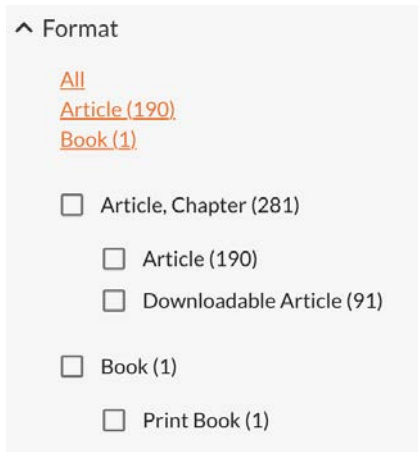 Format
All
Article (190)
Book (1)
Article, Chapter (281)
Article (190)
Downloadable Article (91)
Book (1)
Print Book (1)